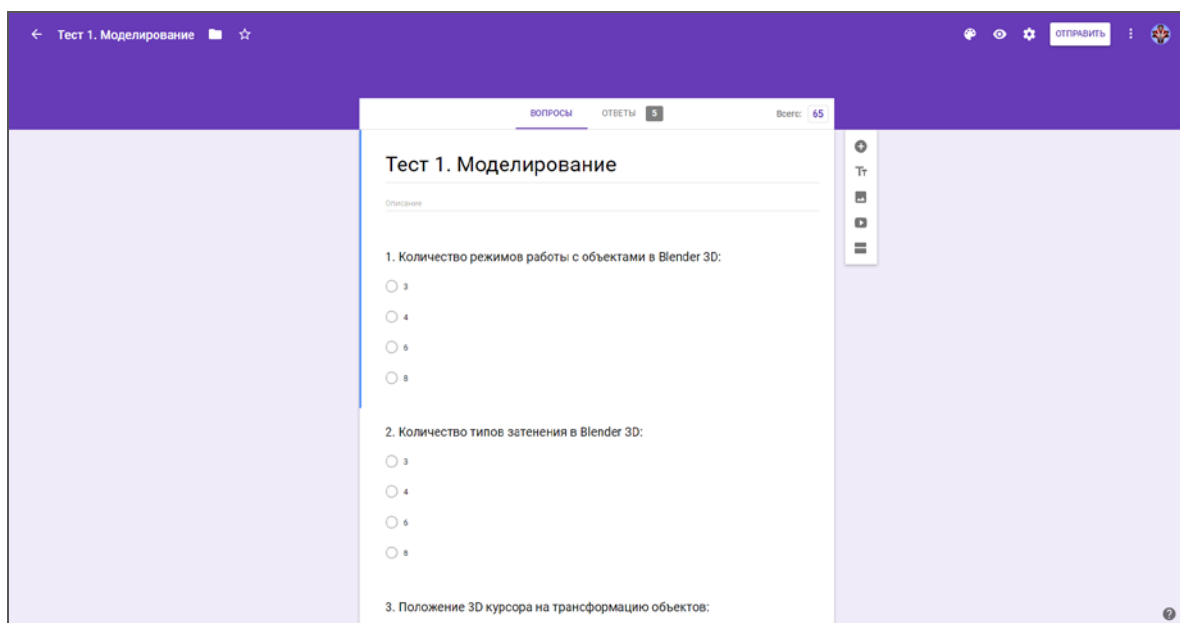 Тест 1. Моделирование
ОТПРАВИТЬ
ВОПРОСЫ ОТВЕТЫ 5 Всего: 65
Тест 1. Моделирование
Описание
1. Количество режимов работы с объектами в Blender 3D:
3
4
6
8
2. Количество типов затенения в Blender 3D:
3
4
6
8
3. Положение 3D курсора на трансформацию объектов: